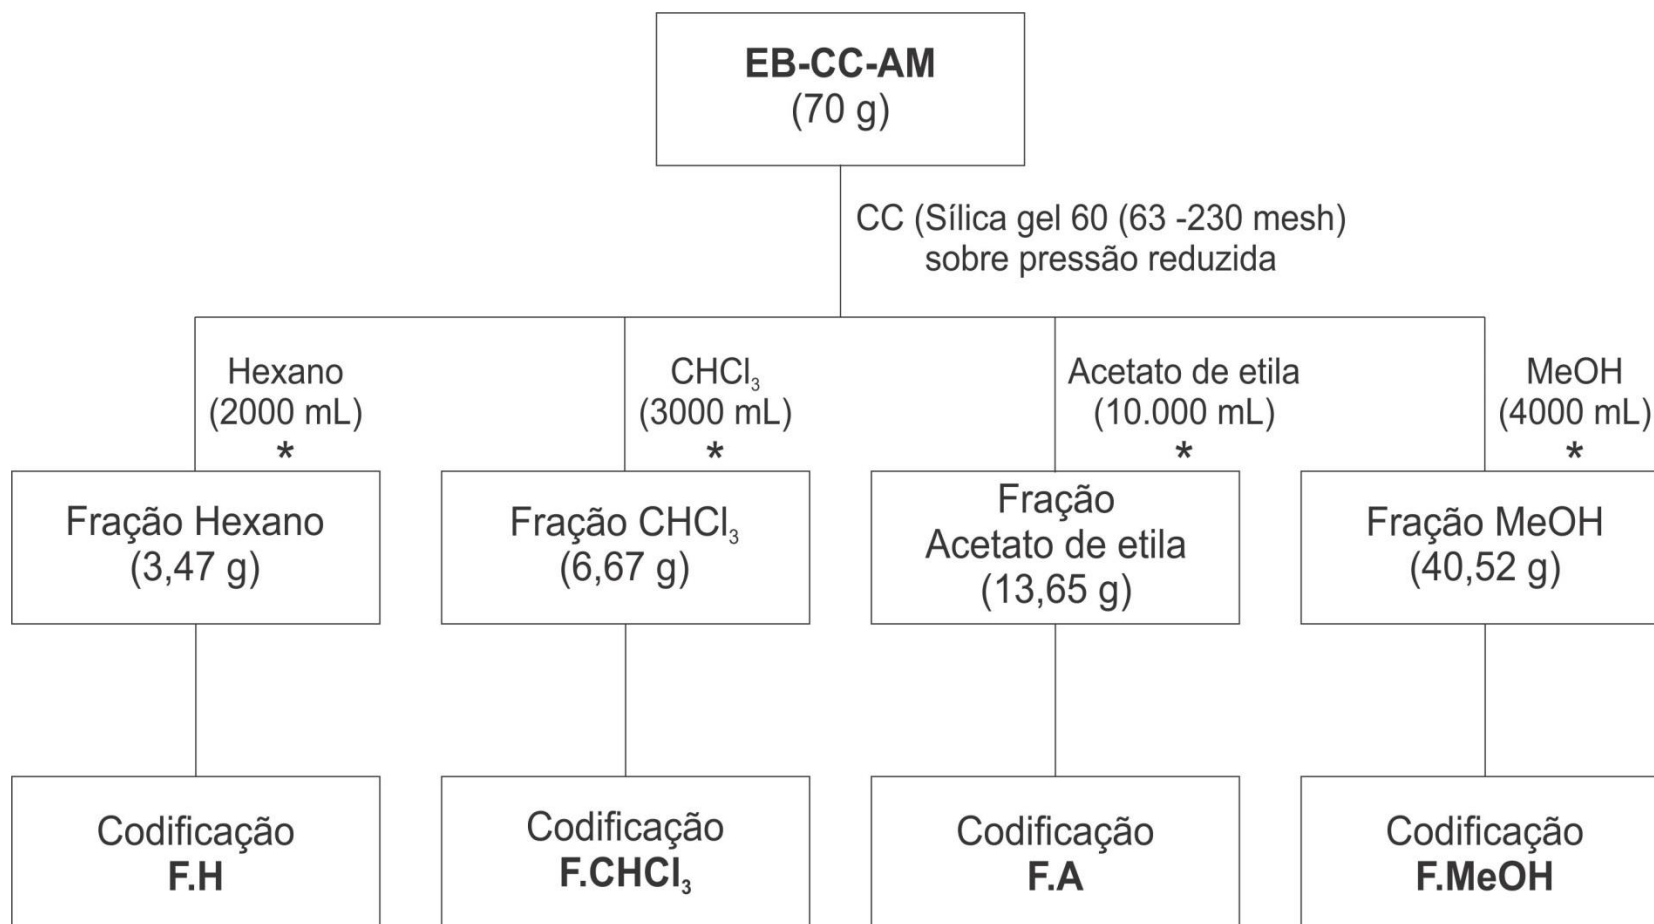 EB-CC-AM
(70 g)
CC (Sílica gel 60 (63 -230 mesh)
sobre pressão reduzida
Hexano
(2000 mL)
*
CHCl₃
(3000 mL)
*
Acetato de etila
(10.000 mL)
*
MeOH
(4000 mL)
*
Fração Hexano
(3,47 g)
Fração CHCl₃
(6,67 g)
Fração
Acetato de etila
(13,65 g)
Fração MeOH
(40,52 g)
Codificação
F.H
Codificação
F.CHCl₃
Codificação
F.A
Codificação
F.MeOH